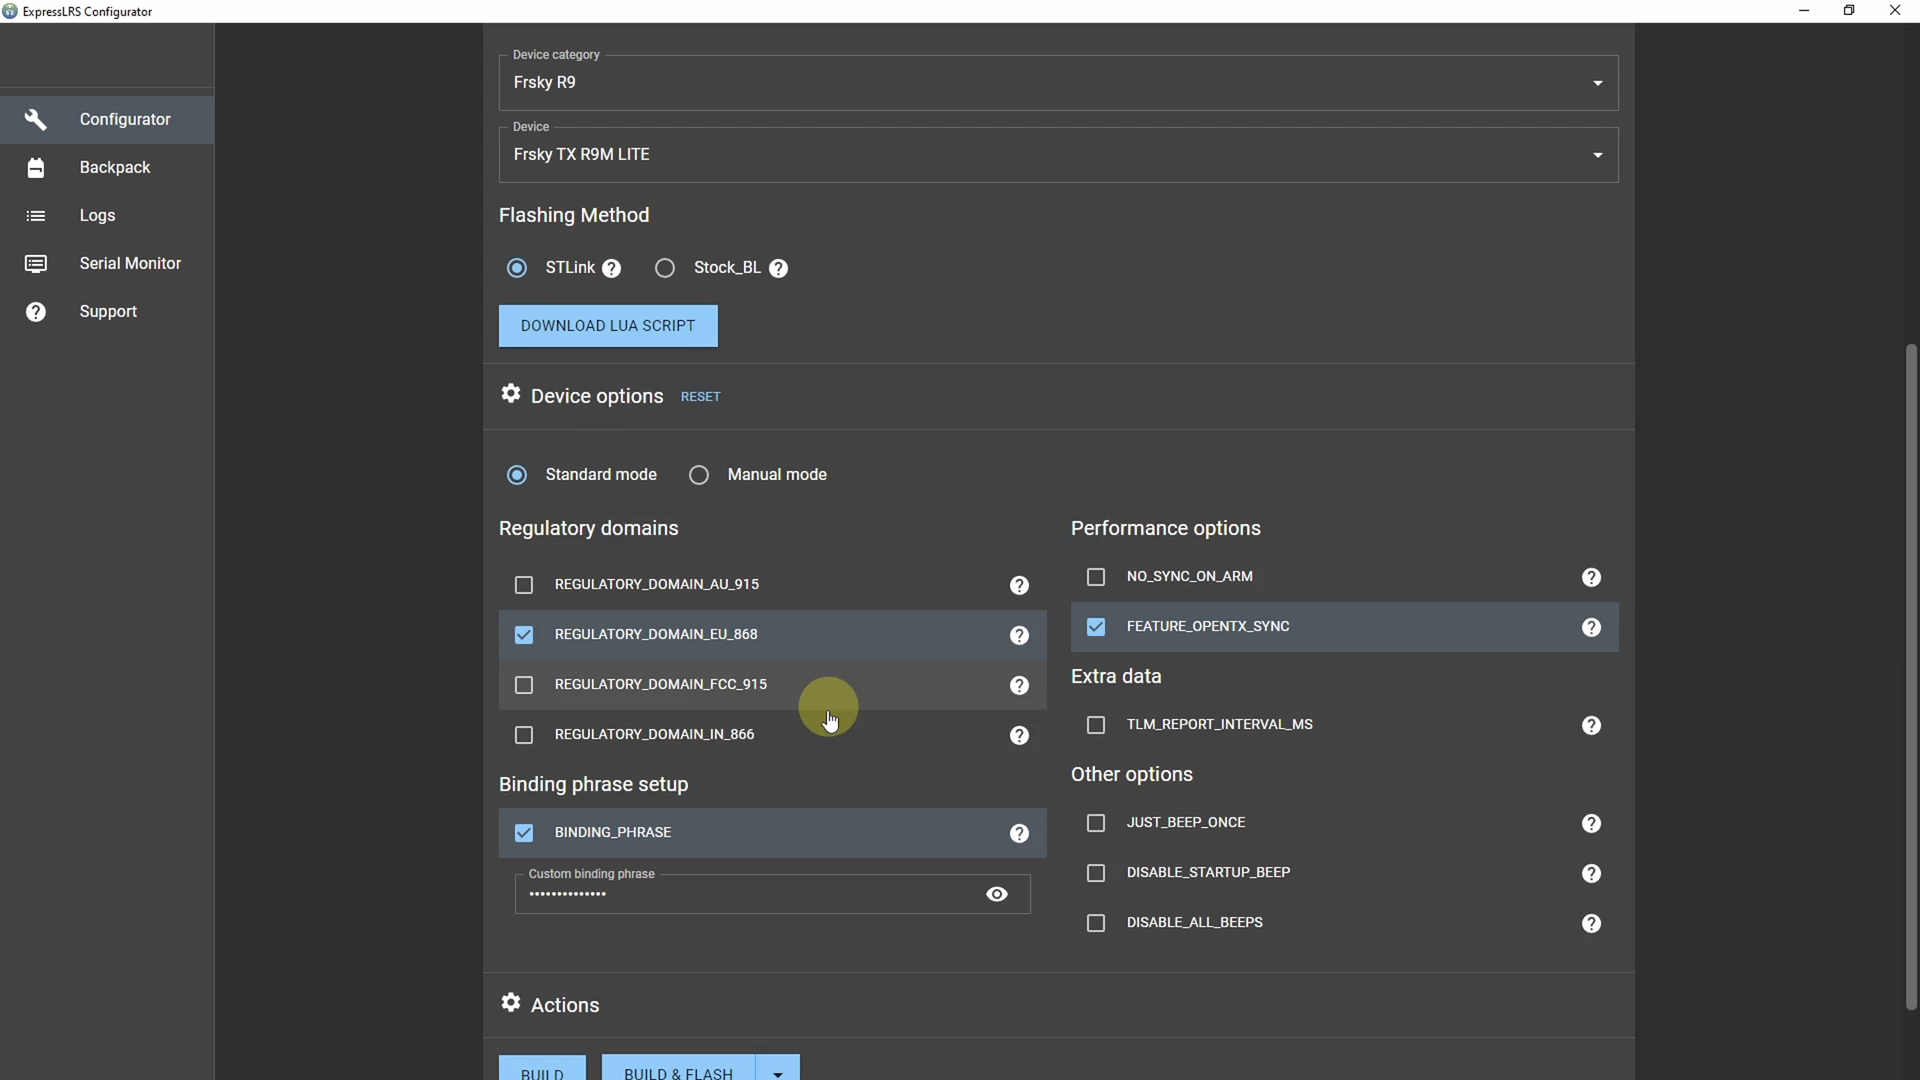 ExpressLRS Configurator
Configurator
Backpack
Logs
Serial Monitor
Support
Device category
Frsky R9
Device
Frsky TX R9M LITE
Flashing Method
STLink
Stock_BL
DOWNLOAD LUA SCRIPT
Device options RESET
Standard mode
Manual mode
Regulatory domains
REGULATORY_DOMAIN_AU_915
REGULATORY_DOMAIN_EU_868
REGULATORY_DOMAIN_FCC_915
REGULATORY_DOMAIN_IN_866
Binding phrase setup
BINDING_PHRASE
Custom binding phrase
••••••••••••••
Performance options
NO_SYNC_ON_ARM
FEATURE_OPENTX_SYNC
Extra data
TLM_REPORT_INTERVAL_MS
Other options
JUST_BEEP_ONCE
DISABLE_STARTUP_BEEP
DISABLE_ALL_BEEPS
Actions
BUILD
BUILD & FLASH